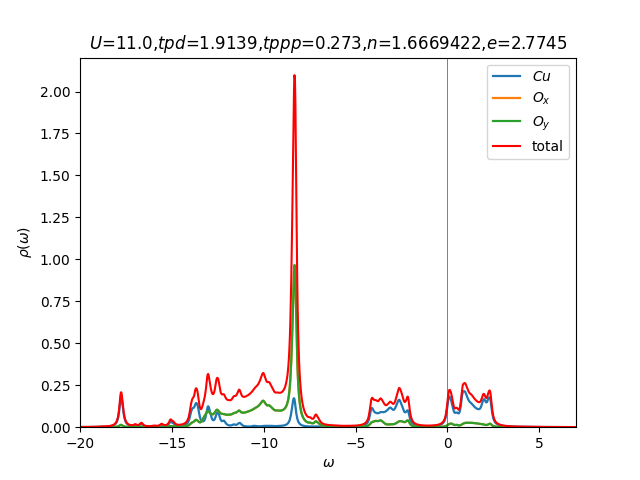 U=11.0,tpd=1.9139,tppp=0.273,n=1.6669422,e=2.7745
Cu
O_x
O_y
total
2.00
1.75
1.50
1.25
1.00
0.75
0.50
0.25
0.00
ρ(ω)
−20 −15 −10 −5 0 5
ω